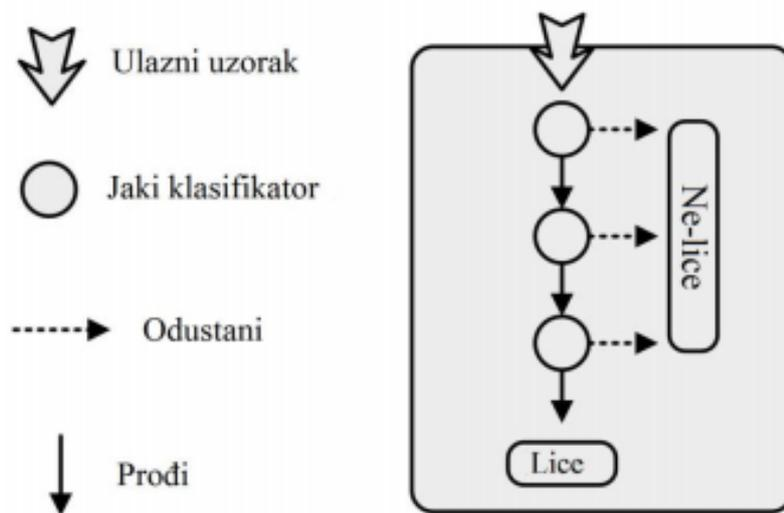 Ulazni uzorak
Jaki klasifikator
Odustani
Prođi
Ne-lice
Lice